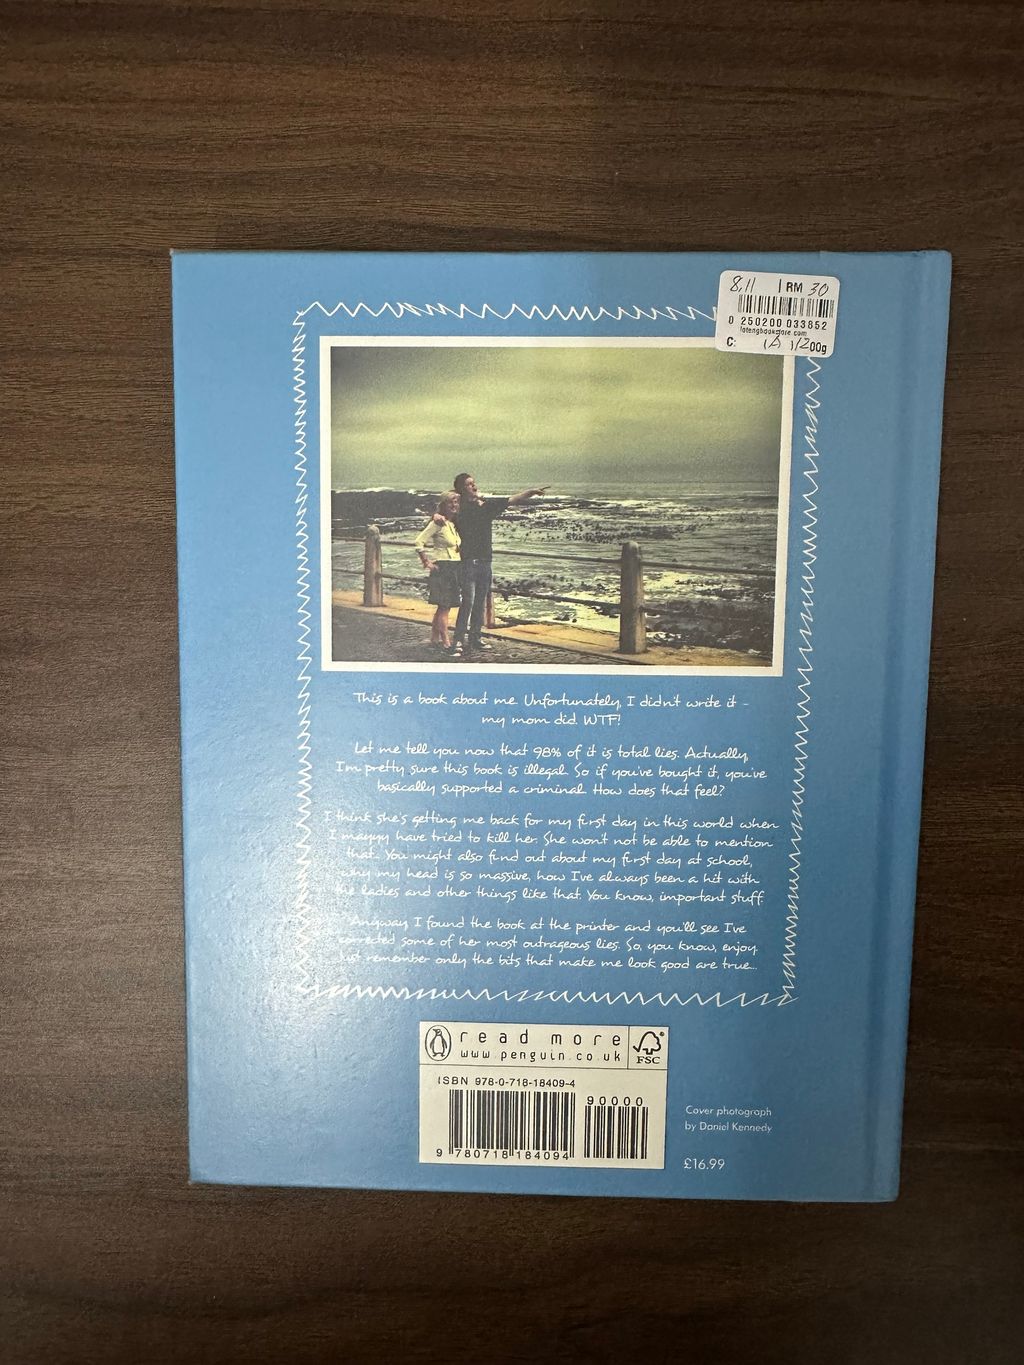 8.11 | RM 30
0 250200 033852
C: 1/200g
This is a book about me. Unfortunately, I didn't write it -
my mom did. WTF!
Let me tell you now that 98% of it is total lies. Actually,
I'm pretty sure this book is illegal. So if you've bought it, you've
basically supported a criminal. How does that feel?
I think she's getting me back for my first day in this world when
I mayyy have tried to kill her. She won't not be able to mention
that. You might also find out about my first day at school,
why my head is so massive, how I've always been a hit with
the ladies and other things like that. You know, important stuff.
Anyway, I found the book at the printer and you'll see I've
corrected some of her most outrageous lies. So, you know, enjoy.
Just remember only the bits that make me look good are true...
read more
www.penguin.co.uk
FSC
ISBN 978-0-718-18409-4
90000
9 780718 184094
Cover photograph
by Daniel Kennedy
£16.99